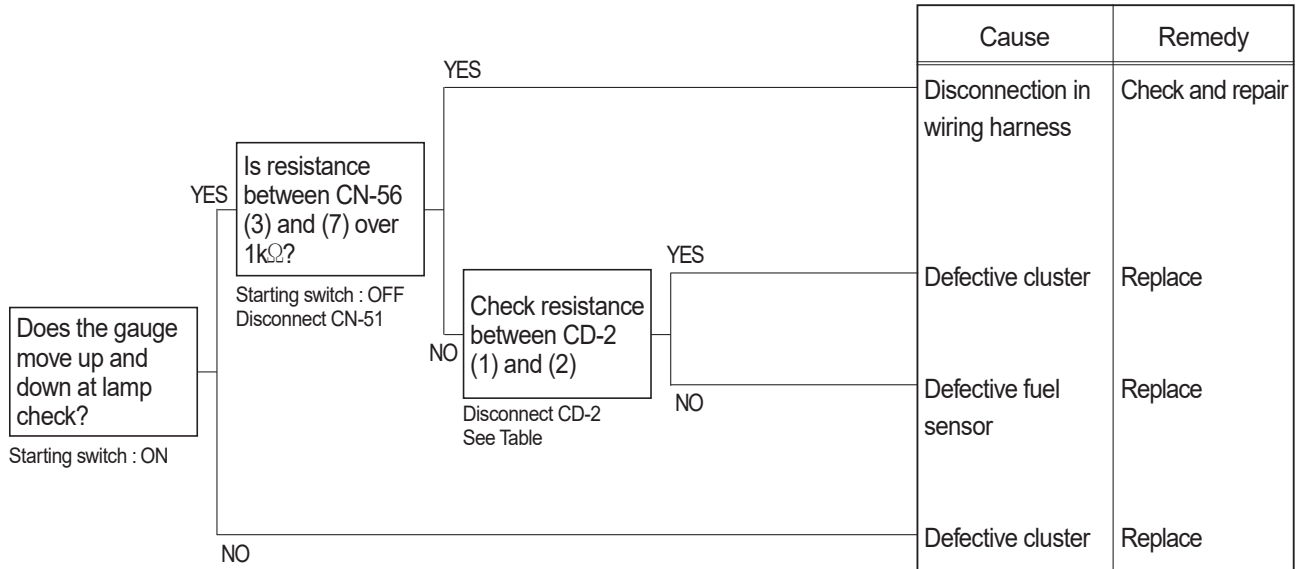 Cause
Remedy
YES
Disconnection in
wiring harness
Check and repair
YES
Is resistance
between CN-56
(3) and (7) over
1kΩ?
Starting switch : OFF
Disconnect CN-51
YES
Defective cluster
Replace
NO
Check resistance
between CD-2
(1) and (2)
Disconnect CD-2
See Table
Does the gauge
move up and
down at lamp
check?
Starting switch : ON
NO
Defective fuel
sensor
Replace
NO
Defective cluster
Replace